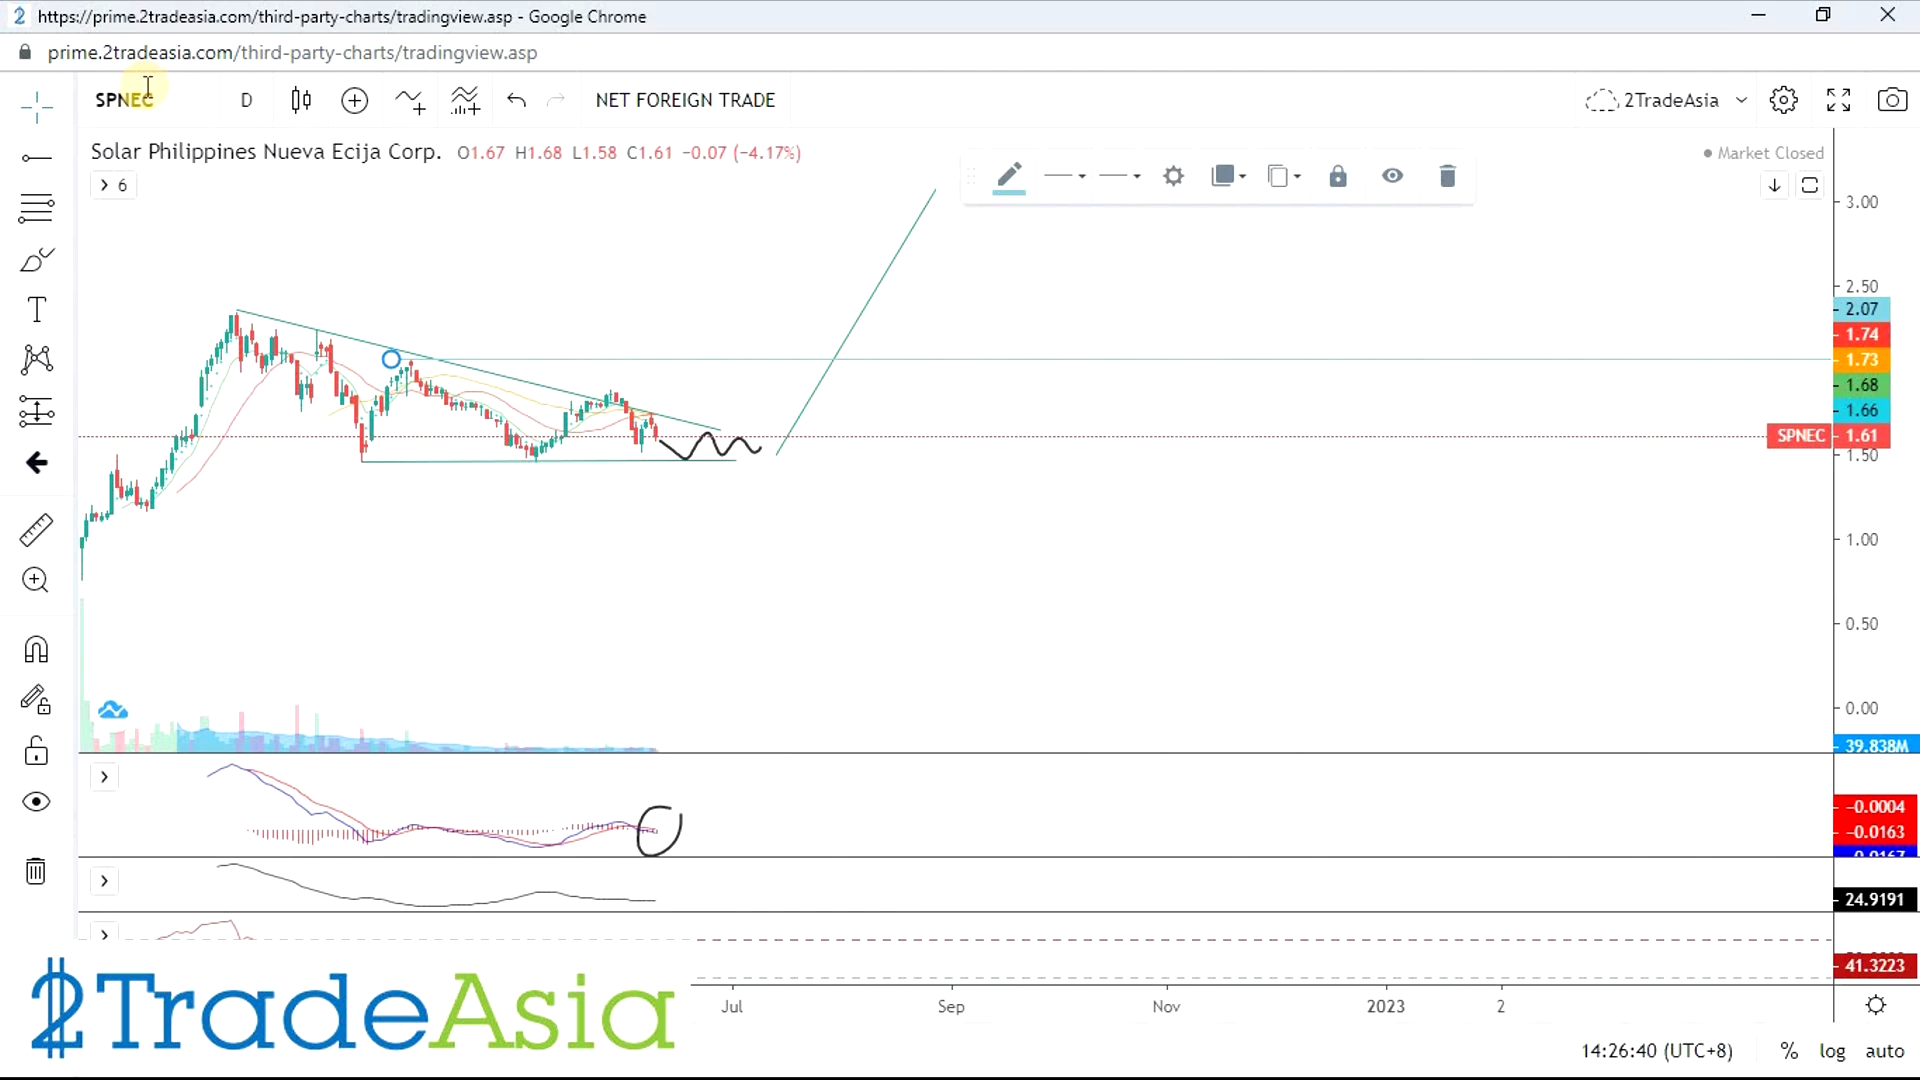 https://prime.2tradeasia.com/third-party-charts/tradingview.asp - Google Chrome
prime.2tradeasia.com/third-party-charts/tradingview.asp
SPNEC D NET FOREIGN TRADE 2TradeAsia
Solar Philippines Nueva Ecija Corp. O1.67 H1.68 L1.58 C1.61 −0.07 (−4.17%)
Market Closed
6
3.00
2.50
2.07
1.74
1.73
1.68
1.66
SPNEC 1.61
1.50
1.00
0.50
0.00
39.838M
−0.0004
−0.0163
24.9191
41.3223
Jul Sep Nov 2023 2
2TradeAsia
14:26:40 (UTC+8) % log auto